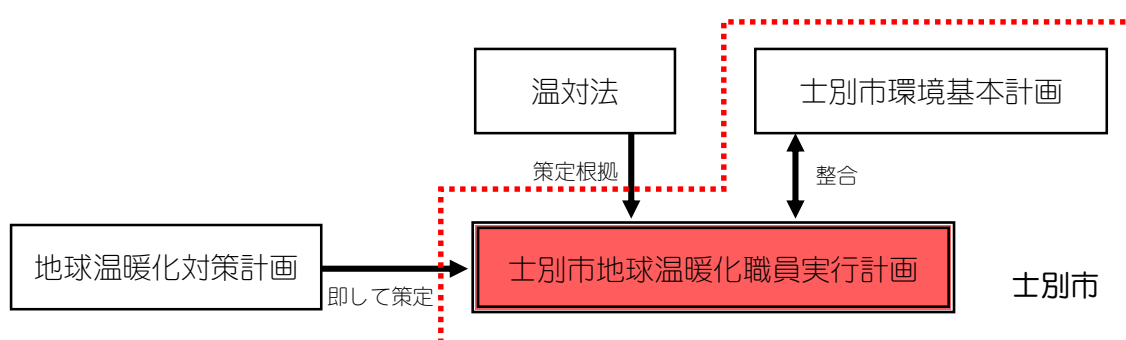 温対法
士別市環境基本計画
策定根拠
整合
地球温暖化対策計画
即して策定
士別市地球温暖化職員実行計画
士別市